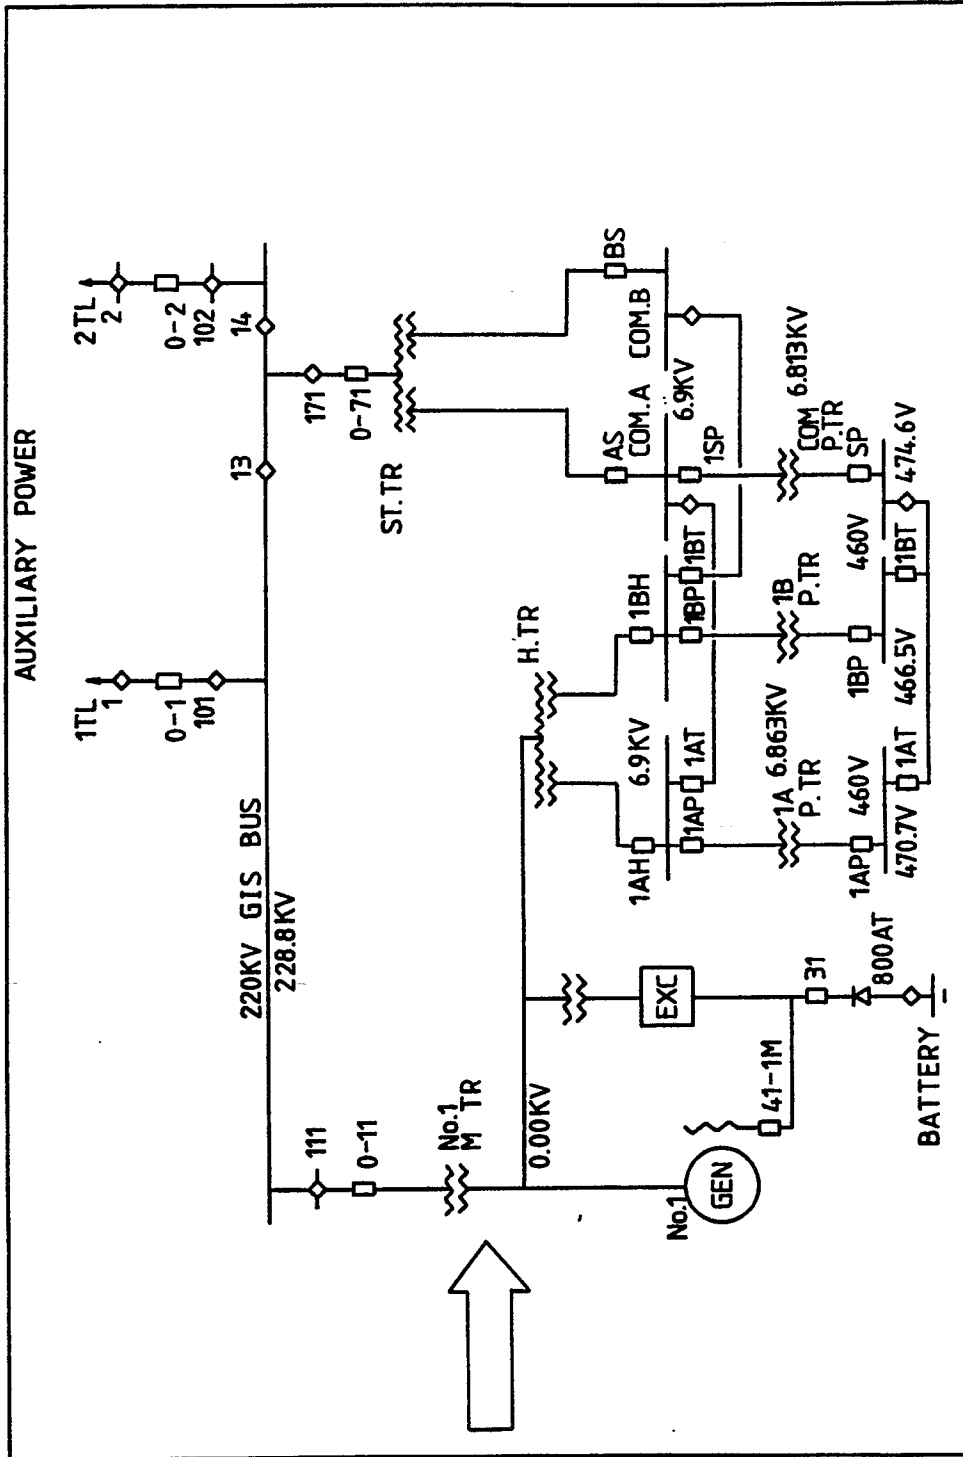 AUXILIARY POWER
1TL
1
0-1
101
2TL
2
0-2
102
220KV GIS BUS
228.8KV
13
14
111
0-11
171
0-71
No.1
M TR
ST.TR
0.00KV
H.TR
1AH
6.9KV
1BH
AS
COM.A
COM.B
BS
6.9KV
1AP
1AT
1BP
1BT
1SP
1A
P.TR
6.863KV
1B
P.TR
COM
P.TR
6.813KV
No.1
GEN
41-1M
EXC
31
800AT
BATTERY
1AP
460V
1BP
460V
SP
470.7V
1AT
466.5V
1BT
474.6V